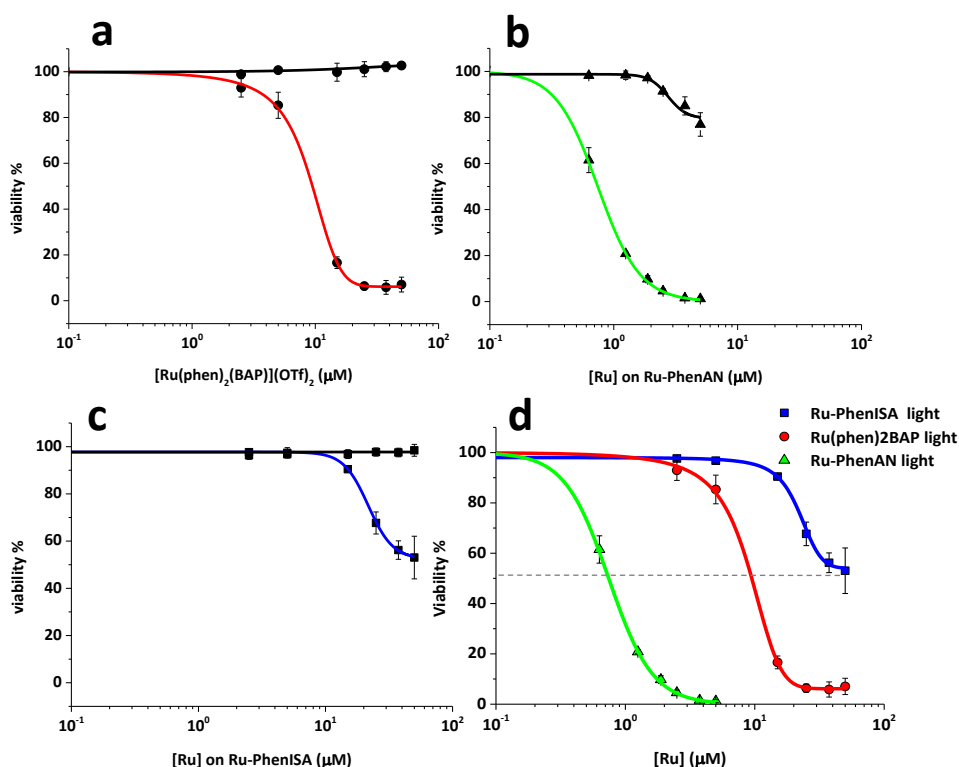 a
viability %
100
80
60
40
20
0
10⁻¹ 10⁰ 10¹ 10²
[Ru(phen)₂(BAP)](OTf)₂ (μM)
b
viability %
100
80
60
40
20
0
10⁻¹ 10⁰ 10¹ 10²
[Ru] on Ru-PhenAN (μM)
c
viability %
100
80
60
40
20
0
10⁻¹ 10⁰ 10¹ 10²
[Ru] on Ru-PhenISA (μM)
d
Ru-PhenISA light
Ru(phen)2BAP light
Ru-PhenAN light
Viability %
100
80
60
40
20
0
10⁻¹ 10⁰ 10¹ 10²
[Ru] (μM)